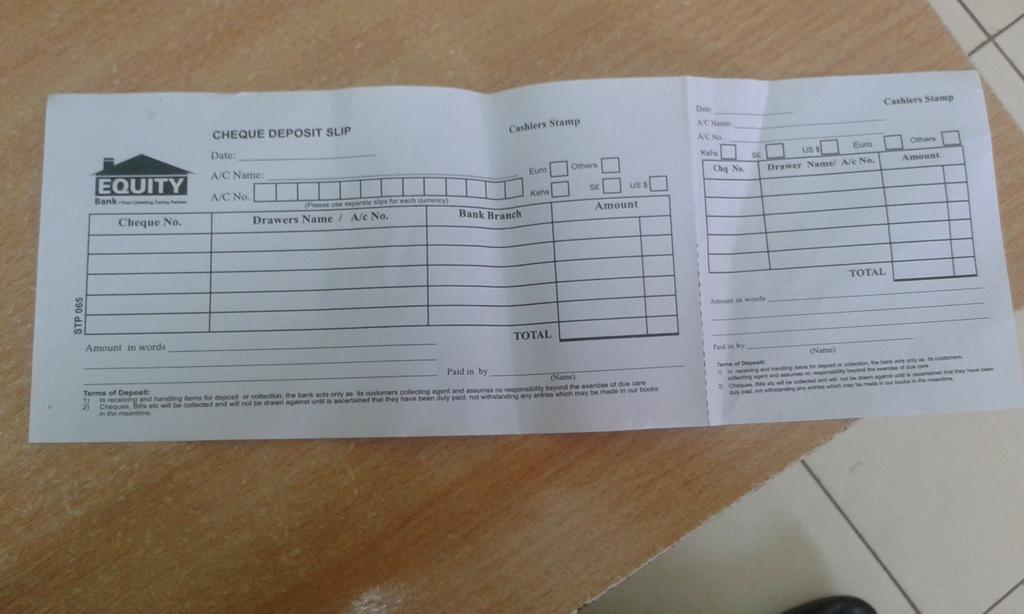 CHEQUE DEPOSIT SLIP
Cashiers Stamp
Date:
A/C Name:
Euro Others
A/C No.
Kshs S£ US $
(Please use separate slips for each currency)
EQUITY
Bank Your Listening, Caring Partner
Cheque No. Drawers Name / A/c No. Bank Branch Amount
STP 065
TOTAL
Amount in words
Paid in by
(Name)
Terms of Deposit:
1) In receiving and handling items for deposit or collection, the bank acts only as its customers collecting agent and assumes no responsibility beyond the exercise of due care
2) Cheques, Bills etc will be collected and will not be drawn against until is ascertained that they have been duly paid, not withstanding any entries which may be made in our books
in the meantime.
Date:
Cashiers Stamp
A/C Name:
A/C No.
Kshs S£ US $ Euro Others
Chq No. Drawer Name/ A/c No. Amount
TOTAL
Amount in words
Paid in by
(Name)
Terms of Deposit:
1) In receiving and handling items for deposit or collection, the bank acts only as its customers.
collecting agent and assumes no responsibility beyond the exercise of due care
2) Cheques, Bills etc will be collected and will not be drawn against until is ascertained that they have been
duly paid, not withstanding any entries which may be made in our books in the meantime.